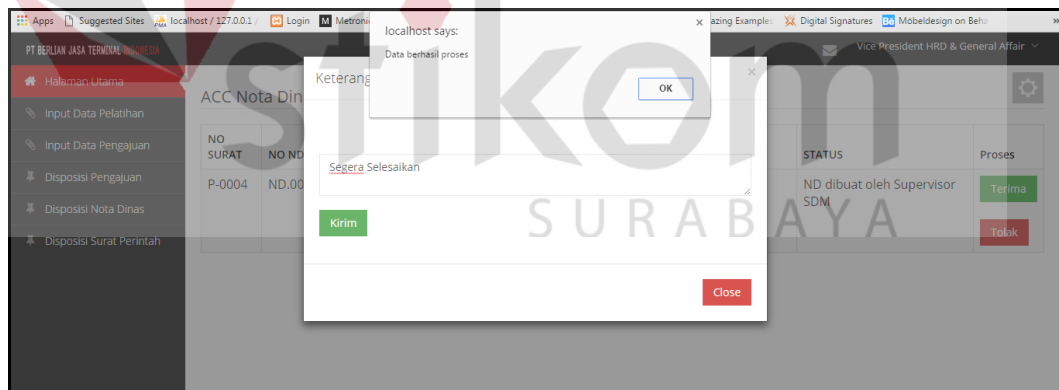 Apps
Suggested Sites
localhost / 127.0.0.1 /
Login
Metroni
azing Examples
Digital Signatures
Bē Möbeldesign on Beha
»
PT BERLIAN JASA TERMINAL INDONESIA
Vice President HRD & General Affair
Halaman Utama
Input Data Pelatihan
Input Data Pengajuan
Disposisi Pengajuan
Disposisi Nota Dinas
Disposisi Surat Perintah
ACC Nota Din
NO SURAT
NO ND
STATUS
Proses
P-0004
ND.00
ND dibuat oleh Supervisor
SDM
Terima
Tolak
Keterang
×
Segera Selesaikan
Kirim
Close
localhost says:
×
Data berhasil proses
OK
stikom
SURABAYA